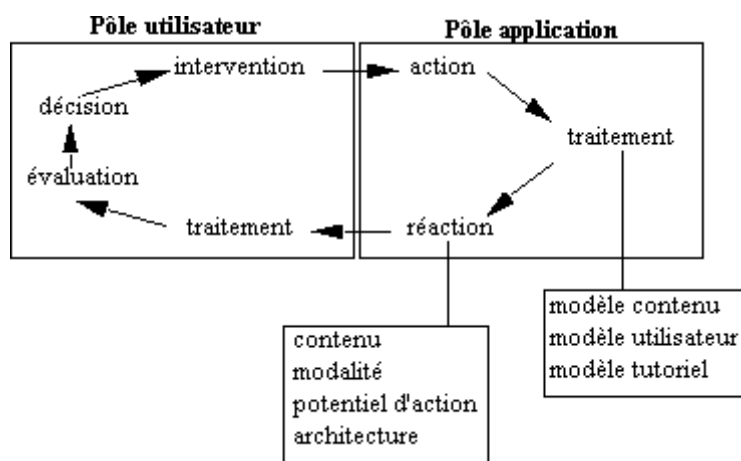 Pôle utilisateur
Pôle application
intervention
action
décision
traitement
évaluation
traitement
réaction
modèle contenu
modèle utilisateur
modèle tutoriel
contenu
modalité
potentiel d'action
architecture